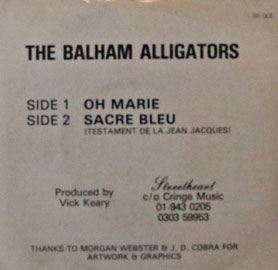 THE BALHAM ALLIGATORS
SIDE 1 OH MARIE
SIDE 2 SACRE BLEU
(TESTAMENT DE LA JEAN JACQUES)
Produced by
Vick Keary
Streetheart
c/o Cringe Music
01-943 0205
0303 59953
THANKS TO MORGAN WEBSTER & J. D. COBRA FOR
ARTWORK & GRAPHICS